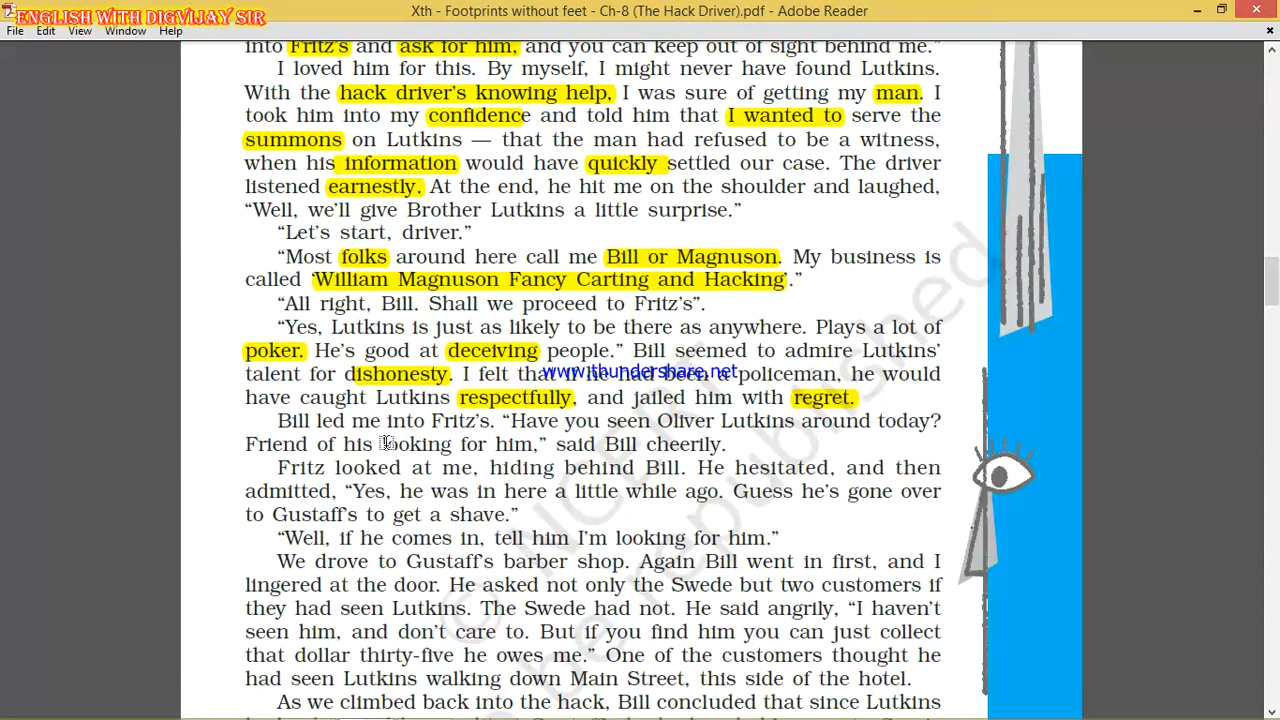 ENGLISH WITH DIGVIJAY SIR
Xth - Footprints without feet - Ch-8 (The Hack Driver).pdf - Adobe Reader
File Edit View Window Help
into Fritz's and ask for him, and you can keep out of sight behind me.”
I loved him for this. By myself, I might never have found Lutkins.
With the hack driver's knowing help, I was sure of getting my man. I
took him into my confidence and told him that I wanted to serve the
summons on Lutkins — that the man had refused to be a witness,
when his information would have quickly settled our case. The driver
listened earnestly. At the end, he hit me on the shoulder and laughed,
“Well, we'll give Brother Lutkins a little surprise.”
“Let's start, driver.”
“Most folks around here call me Bill or Magnuson. My business is
called ‘William Magnuson Fancy Carting and Hacking’.”
“All right, Bill. Shall we proceed to Fritz's”.
“Yes, Lutkins is just as likely to be there as anywhere. Plays a lot of
poker. He's good at deceiving people.” Bill seemed to admire Lutkins'
talent for dishonesty. I felt that if he had been a policeman, he would
www.thundershare.net
have caught Lutkins respectfully, and jailed him with regret.
Bill led me into Fritz's. “Have you seen Oliver Lutkins around today?
Friend of his looking for him,” said Bill cheerily.
Fritz looked at me, hiding behind Bill. He hesitated, and then
admitted, “Yes, he was in here a little while ago. Guess he's gone over
to Gustaff's to get a shave.”
“Well, if he comes in, tell him I'm looking for him.”
We drove to Gustaff's barber shop. Again Bill went in first, and I
lingered at the door. He asked not only the Swede but two customers if
they had seen Lutkins. The Swede had not. He said angrily, “I haven't
seen him, and don't care to. But if you find him you can just collect
that dollar thirty-five he owes me.” One of the customers thought he
had seen Lutkins walking down Main Street, this side of the hotel.
As we climbed back into the hack, Bill concluded that since Lutkins
© NCERT
be republished